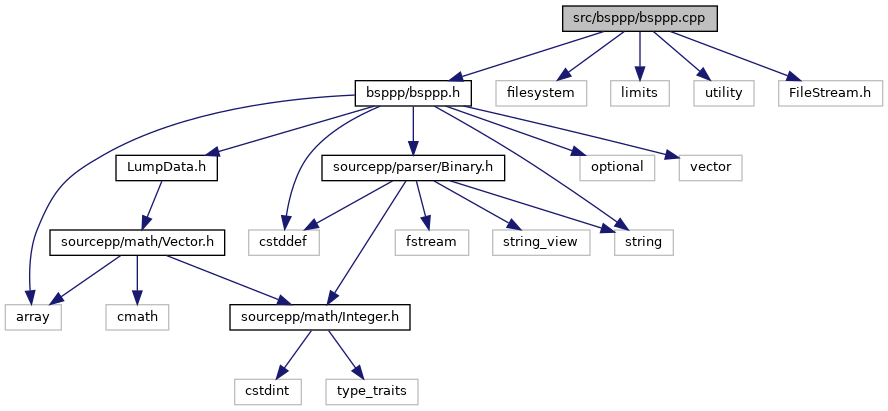 src/bsppp/bsppp.cpp
bsppp/bsppp.h
filesystem
limits
utility
FileStream.h
LumpData.h
sourcepp/parser/Binary.h
optional
vector
sourcepp/math/Vector.h
cstddef
fstream
string_view
string
array
cmath
sourcepp/math/Integer.h
cstdint
type_traits